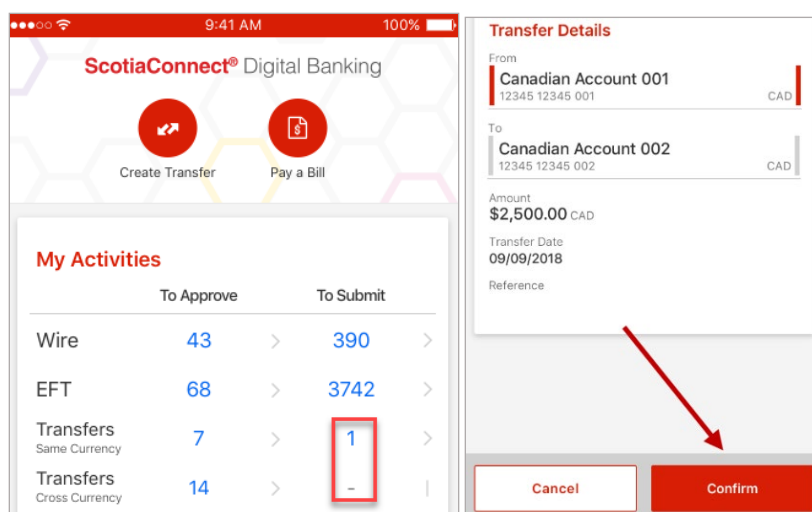 9:41 AM 100%
ScotiaConnect® Digital Banking
Create Transfer Pay a Bill
My Activities
To Approve To Submit
Wire 43 390
EFT 68 3742
Transfers
Same Currency
7 1
Transfers
Cross Currency
14 -
Transfer Details
From
Canadian Account 001
12345 12345 001 CAD
To
Canadian Account 002
12345 12345 002 CAD
Amount
$2,500.00 CAD
Transfer Date
09/09/2018
Reference
Cancel Confirm